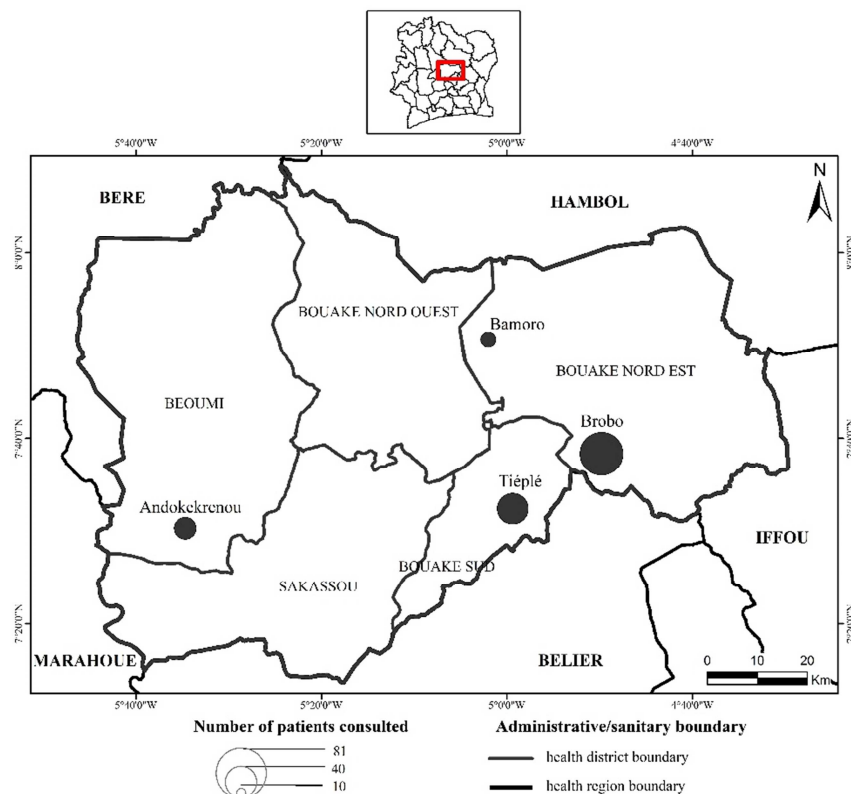 5°40'0"W 5°20'0"W 5°0'0"W 4°40'0"W
N
BERE
HAMBOL
8°0'0"N
8°0'0"N
BOUAKE NORD OUEST
Bamoro
BOUAKE NORD EST
BEOUMI
Brobo
7°40'0"N
7°40'0"N
Tiéplé
Andokekrenou
IFFOU
BOUAKE SUD
SAKASSOU
7°20'0"N
7°20'0"N
MARAHOUE
BELIER
0 10 20
Km
5°40'0"W 5°20'0"W 5°0'0"W 4°40'0"W
Number of patients consulted
81
40
10
Administrative/sanitary boundary
health district boundary
health region boundary